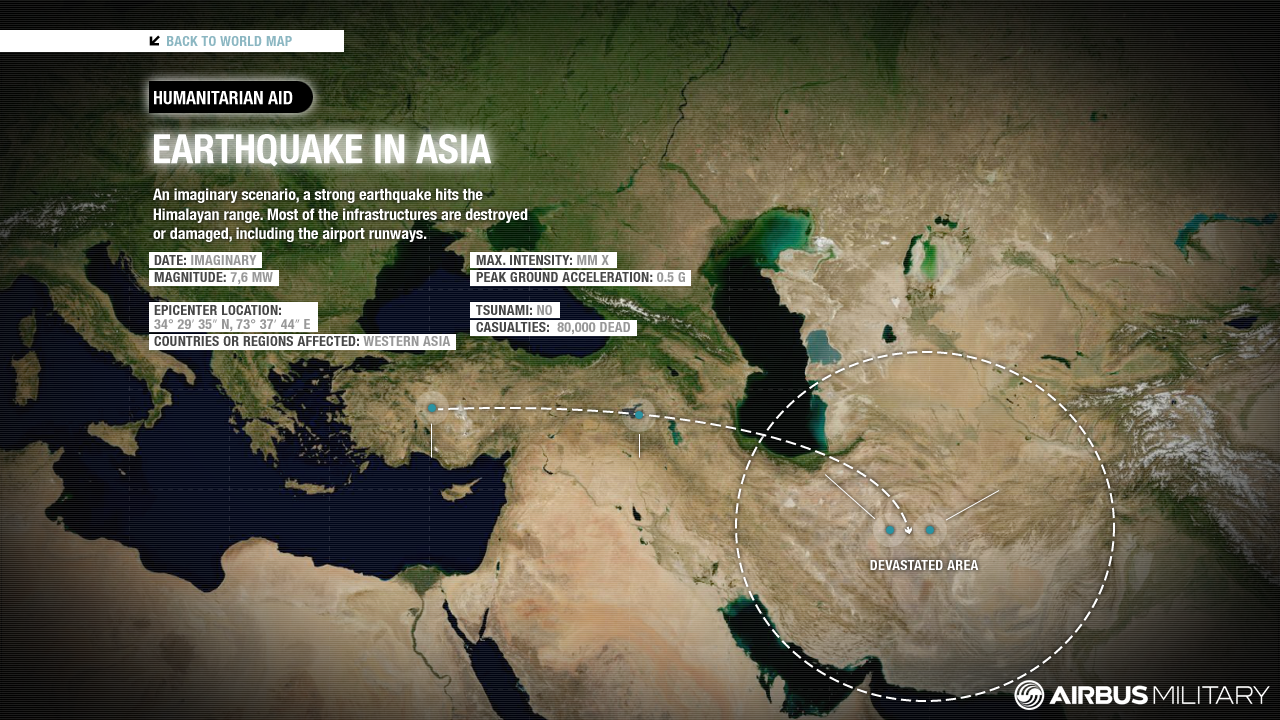 BACK TO WORLD MAP
HUMANITARIAN AID
EARTHQUAKE IN ASIA
An imaginary scenario, a strong earthquake hits the
Himalayan range. Most of the infrastructures are destroyed
or damaged, including the airport runways.
DATE: IMAGINARY
MAGNITUDE: 7,6 MW
EPICENTER LOCATION:
34° 29′ 35″ N, 73° 37′ 44″ E
COUNTRIES OR REGIONS AFFECTED: WESTERN ASIA
MAX. INTENSITY: MM X
PEAK GROUND ACCELERATION: 0.5 G
TSUNAMI: NO
CASUALTIES: 80,000 DEAD
DEVASTATED AREA
AIRBUS MILITARY